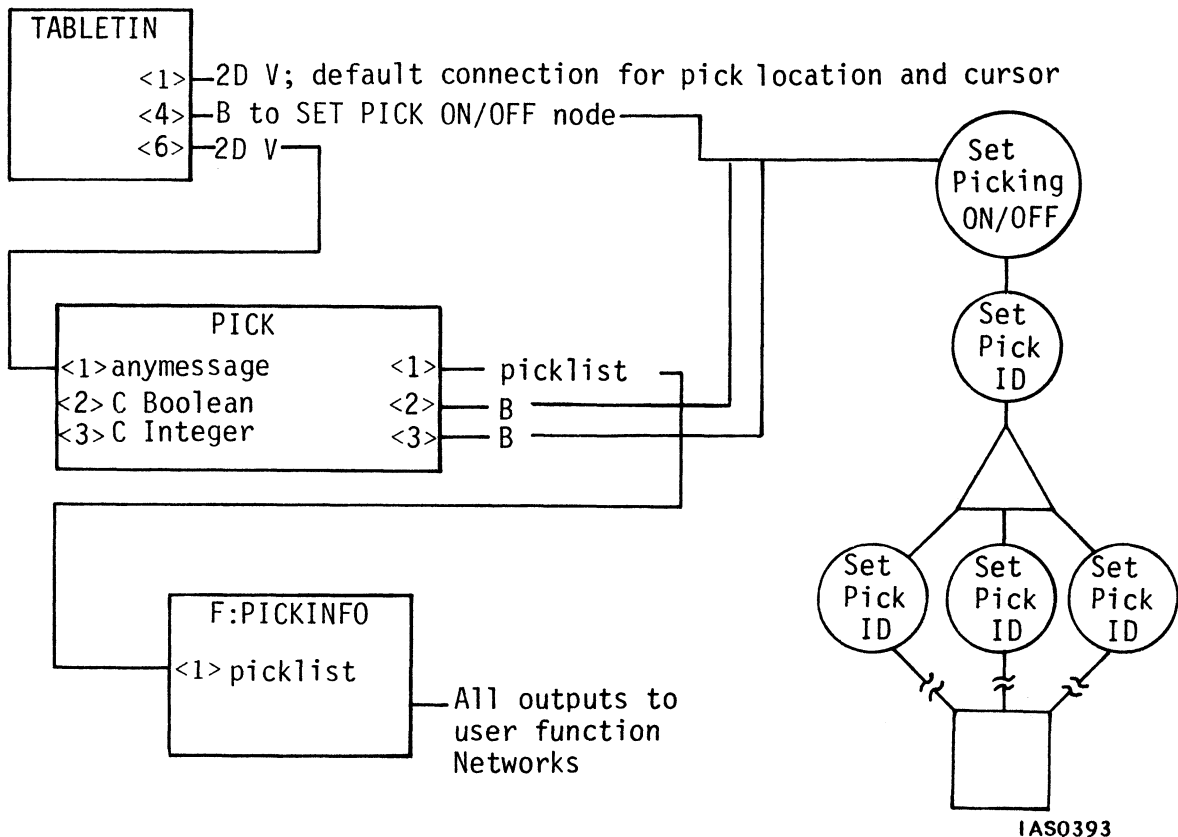 TABLETIN
<1> 2D V; default connection for pick location and cursor
<4> B to SET PICK ON/OFF node
<6> 2D V
Set
Picking
ON/OFF
Set
Pick
ID
PICK
<1> anymessage <1> picklist
<2> C Boolean <2> B
<3> C Integer <3> B
Set
Pick
ID
Set
Pick
ID
Set
Pick
ID
F:PICKINFO
<1> picklist
All outputs to
user function
Networks
IAS0393